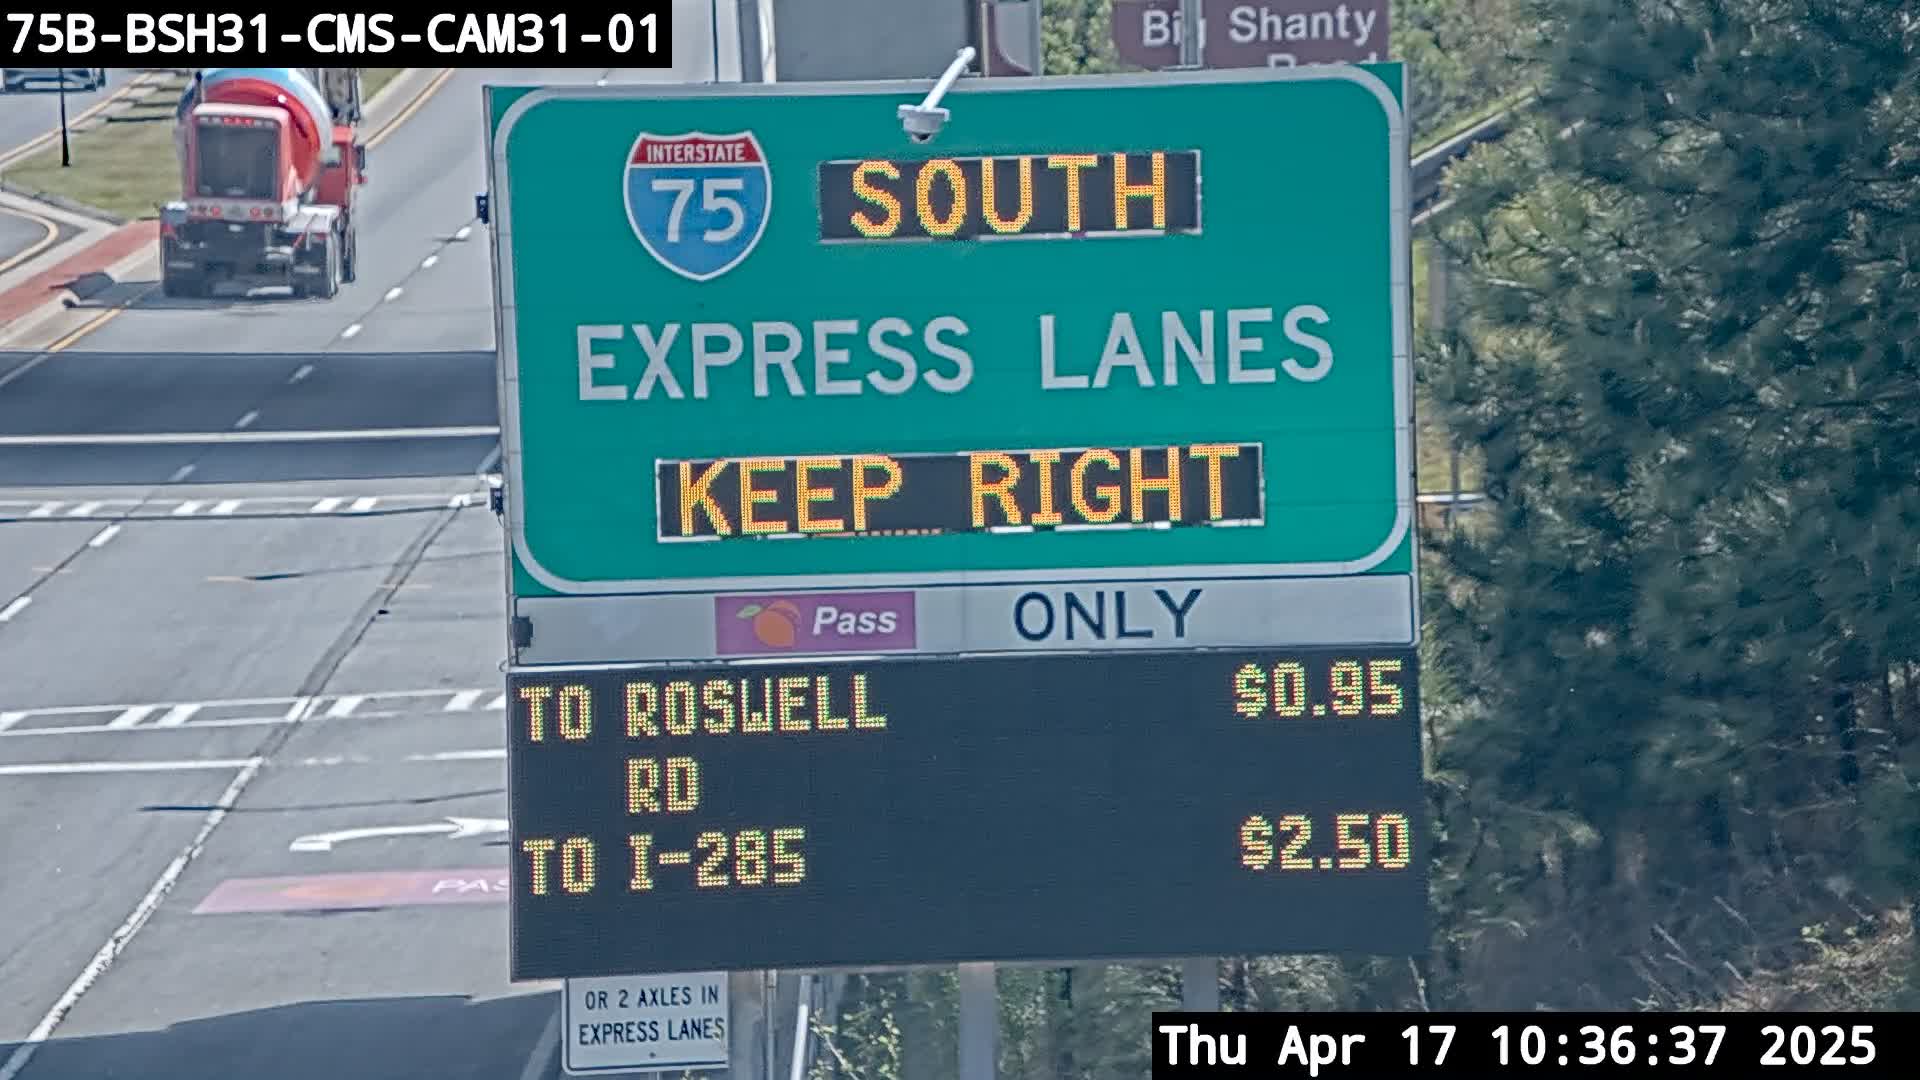 75B-BSH31-CMS-CAM31-01
Big Shanty
Road
INTERSTATE
75
SOUTH
EXPRESS LANES
KEEP RIGHT
Pass ONLY
TO ROSWELL $0.95
RD
TO I-285 $2.50
PAS
OR 2 AXLES IN
EXPRESS LANES
Thu Apr 17 10:36:37 2025